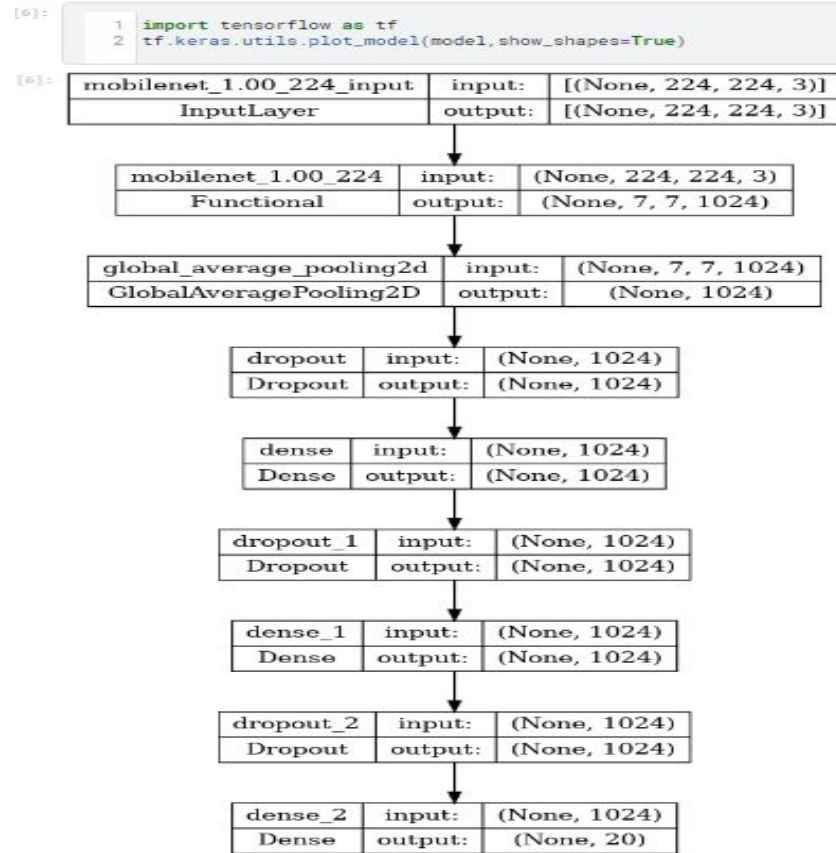 [6]:
1 import tensorflow as tf
2 tf.keras.utils.plot_model(model,show_shapes=True)
[6]:
mobilenet_1.00_224_input input: [(None, 224, 224, 3)]
InputLayer output: [(None, 224, 224, 3)]
mobilenet_1.00_224 input: (None, 224, 224, 3)
Functional output: (None, 7, 7, 1024)
global_average_pooling2d input: (None, 7, 7, 1024)
GlobalAveragePooling2D output: (None, 1024)
dropout input: (None, 1024)
Dropout output: (None, 1024)
dense input: (None, 1024)
Dense output: (None, 1024)
dropout_1 input: (None, 1024)
Dropout output: (None, 1024)
dense_1 input: (None, 1024)
Dense output: (None, 1024)
dropout_2 input: (None, 1024)
Dropout output: (None, 1024)
dense_2 input: (None, 1024)
Dense output: (None, 20)